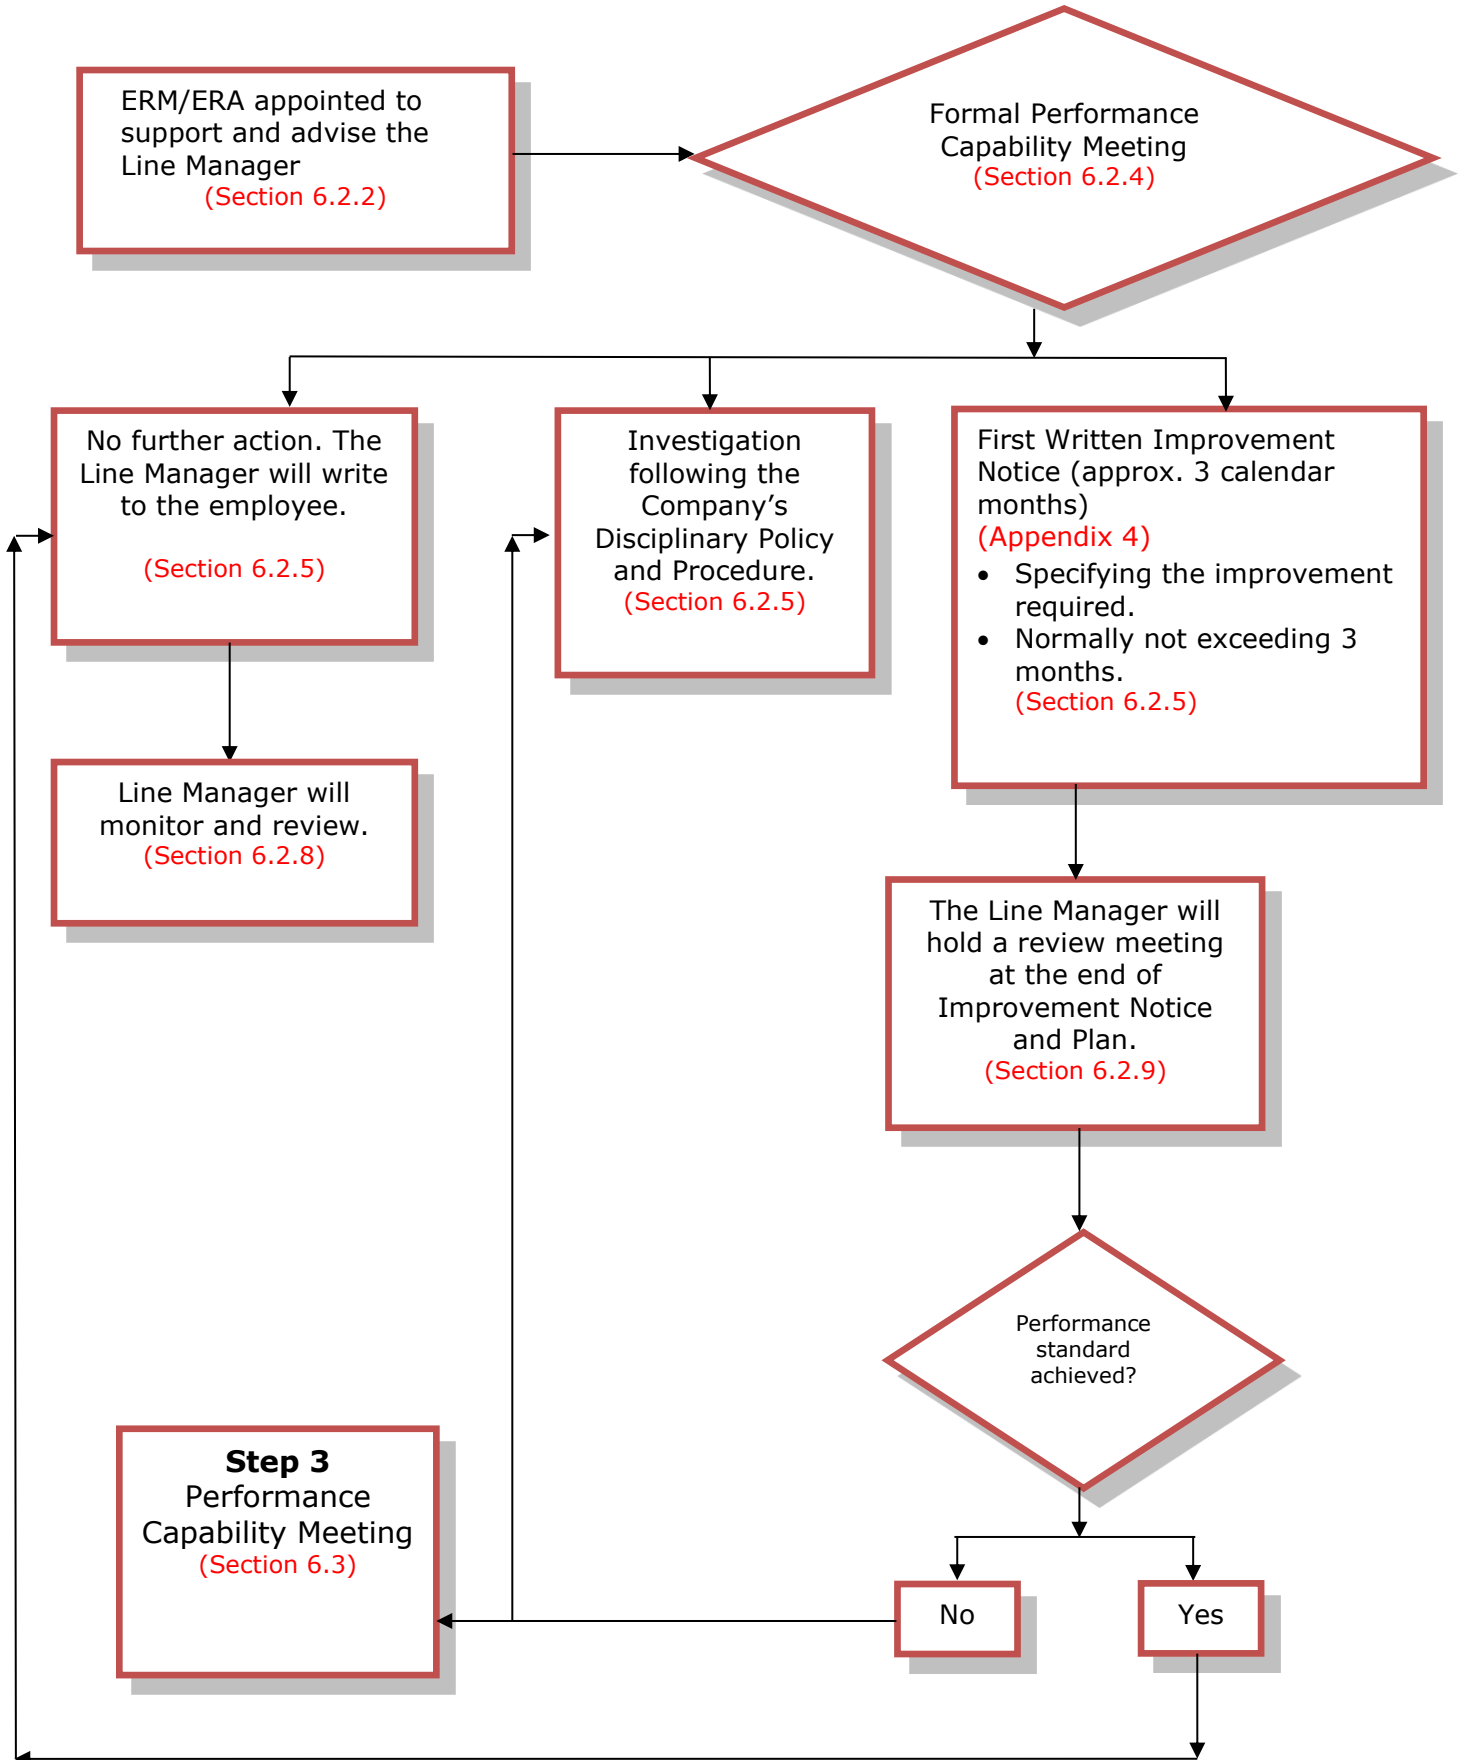 ERM/ERA appointed to
support and advise the
Line Manager
(Section 6.2.2)
Formal Performance
Capability Meeting
(Section 6.2.4)
No further action. The
Line Manager will write
to the employee.
(Section 6.2.5)
Investigation
following the
Company’s
Disciplinary Policy
and Procedure.
(Section 6.2.5)
First Written Improvement
Notice (approx. 3 calendar
months)
(Appendix 4)
• Specifying the improvement
required.
• Normally not exceeding 3
months.
(Section 6.2.5)
Line Manager will
monitor and review.
(Section 6.2.8)
The Line Manager will
hold a review meeting
at the end of
Improvement Notice
and Plan.
(Section 6.2.9)
Performance
standard
achieved?
Step 3
Performance
Capability Meeting
(Section 6.3)
No
Yes